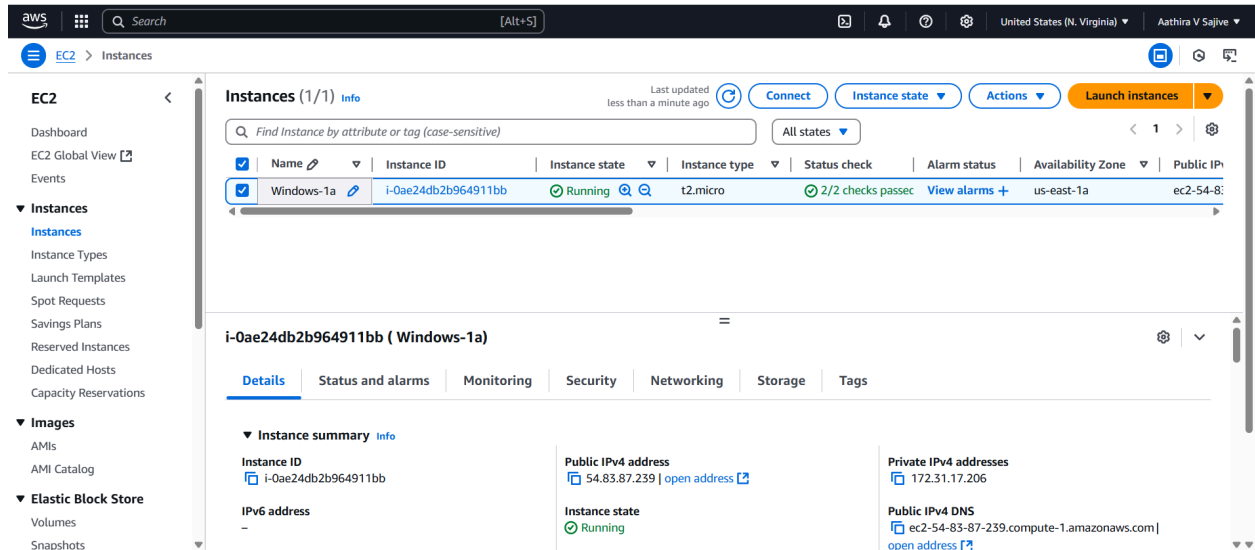 aws Search [Alt+S] United States (N. Virginia) Aathira V Sajive
EC2 > Instances
EC2
Dashboard
EC2 Global View
Events
Instances
Instances
Instance Types
Launch Templates
Spot Requests
Savings Plans
Reserved Instances
Dedicated Hosts
Capacity Reservations
Images
AMIs
AMI Catalog
Elastic Block Store
Volumes
Snapshots
Instances (1/1) Info
Last updated
less than a minute ago
Connect Instance state Actions Launch instances
Find Instance by attribute or tag (case-sensitive) All states 1
Name Instance ID Instance state Instance type Status check Alarm status Availability Zone Public IPv
Windows-1a i-0ae24db2b964911bb Running t2.micro 2/2 checks passec View alarms + us-east-1a ec2-54-83
i-0ae24db2b964911bb ( Windows-1a)
Details Status and alarms Monitoring Security Networking Storage Tags
Instance summary Info
Instance ID
i-0ae24db2b964911bb
Public IPv4 address
54.83.87.239 | open address
Private IPv4 addresses
172.31.17.206
IPv6 address
–
Instance state
Running
Public IPv4 DNS
ec2-54-83-87-239.compute-1.amazonaws.com |
open address